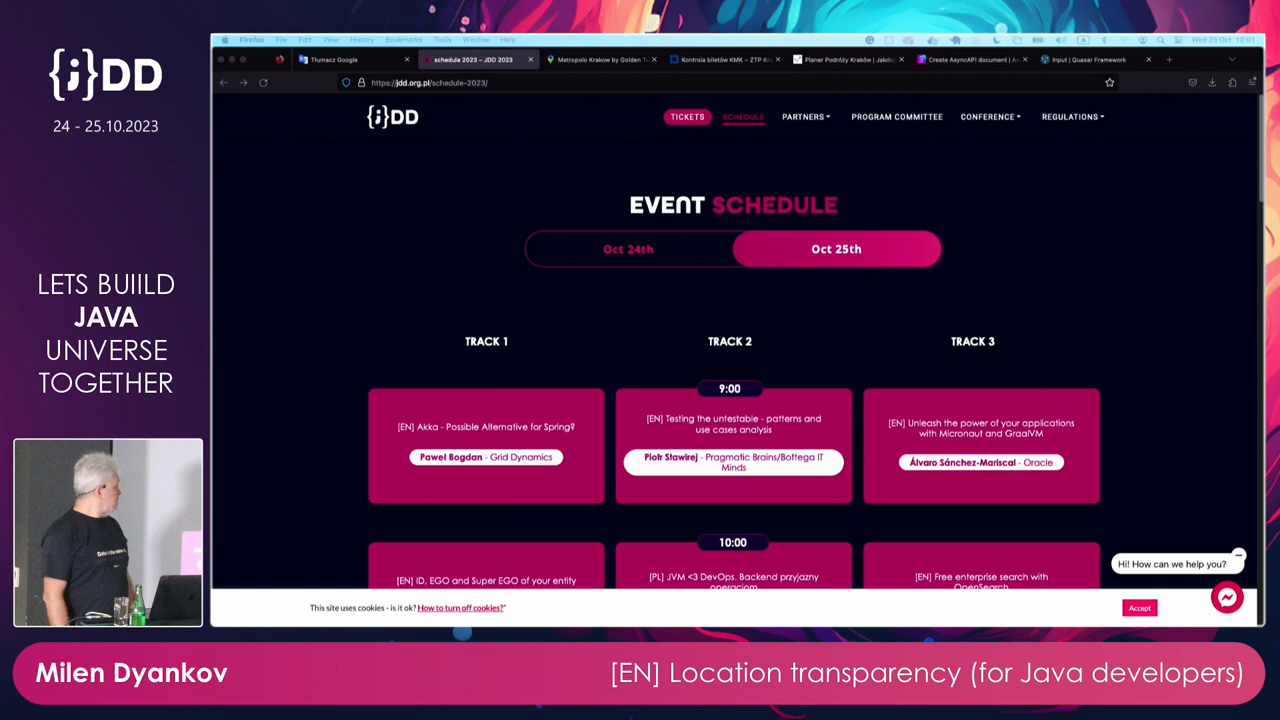 {j}DD
24 - 25.10.2023
LETS BUIILD
JAVA
UNIVERSE
TOGETHER
Firefox File Edit View History Bookmarks Tools Window Help
Wed 25 Oct 12:01
Tłumacz Google
schedule 2023 – JDD 2023
Metropolo Krakow by Golden
Kontrola biletów KMK – ZTP
Planer Podróży Kraków | Jakdo
Create AsyncAPI document |
Input | Quasar Framework
https://jdd.org.pl/schedule-2023/
{j}DD
TICKETS
SCHEDULE
PARTNERS
PROGRAM COMMITTEE
CONFERENCE
REGULATIONS
EVENT SCHEDULE
Oct 24th
Oct 25th
TRACK 1
TRACK 2
TRACK 3
9:00
[EN] Akka - Possible Alternative for Spring?
Paweł Bogdan - Grid Dynamics
[EN] Testing the untestable - patterns and
use cases analysis
Piotr Stawirej - Pragmatic Brains/Bottega IT
Minds
[EN] Unleash the power of your applications
with Micronaut and GraalVM
Álvaro Sánchez-Mariscal - Oracle
10:00
[EN] ID, EGO and Super EGO of your entity
[PL] JVM <3 DevOps. Backend przyjazny
operacjom
[EN] Free enterprise search with
OpenSearch
Hi! How can we help you?
This site uses cookies - is it ok? How to turn off cookies?"
Accept
Milen Dyankov
[EN] Location transparency (for Java developers)